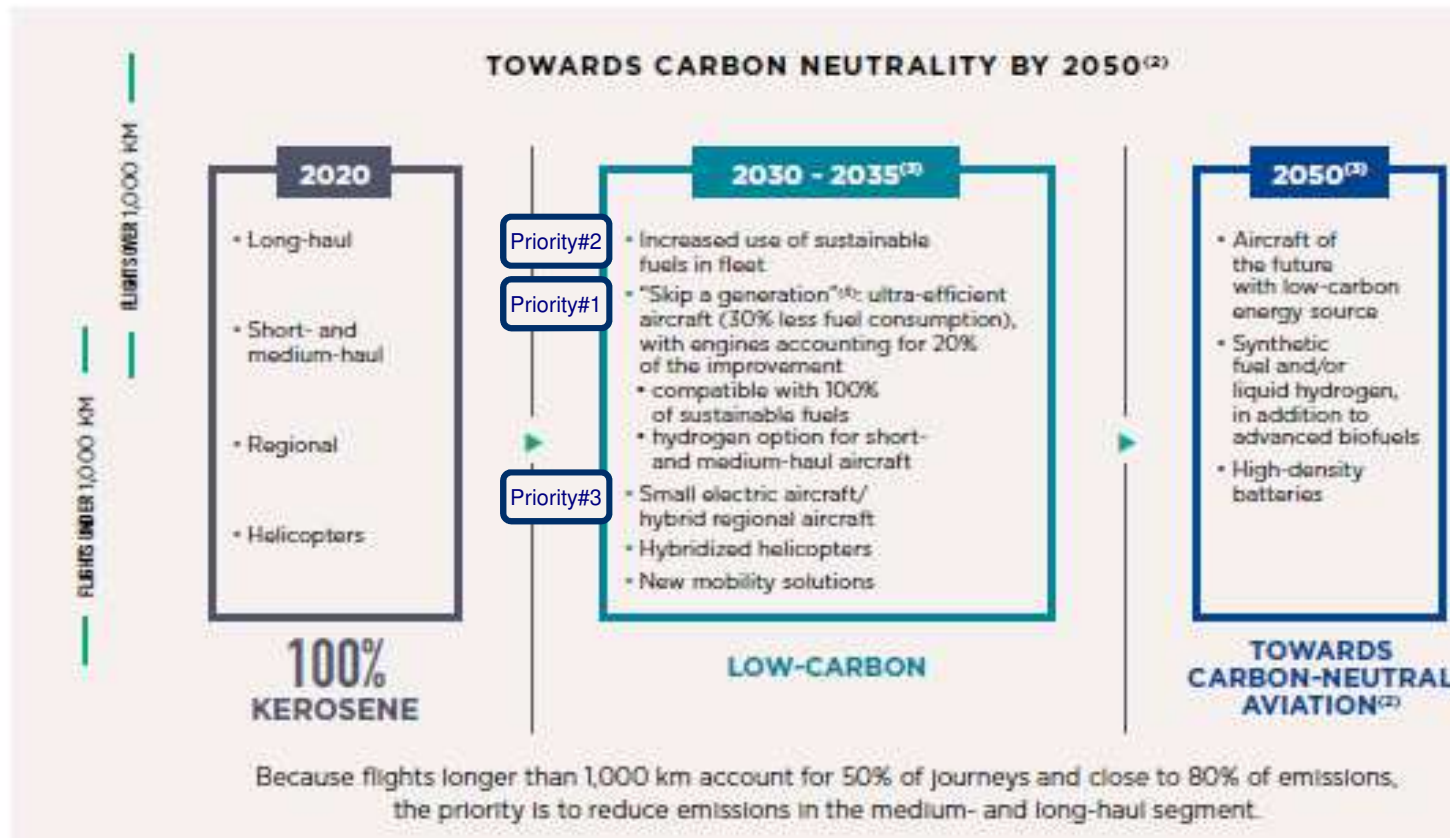 TOWARDS CARBON NEUTRALITY BY 2050(2)
FLIGHTS OVER 1,000 KM
FLIGHTS UNDER 1,000 KM
2020
• Long-haul
• Short- and
medium-haul
• Regional
• Helicopters
100%
KEROSENE
2030 - 2035(3)
Priority#2
• Increased use of sustainable
fuels in fleet
Priority#1
• "Skip a generation"(4): ultra-efficient
aircraft (30% less fuel consumption),
with engines accounting for 20%
of the improvement
• compatible with 100%
of sustainable fuels
• hydrogen option for short-
and medium-haul aircraft
Priority#3
• Small electric aircraft/
hybrid regional aircraft
• Hybridized helicopters
• New mobility solutions
LOW-CARBON
2050(3)
• Aircraft of
the future
with low-carbon
energy source
• Synthetic
fuel and/or
liquid hydrogen,
in addition to
advanced biofuels
• High-density
batteries
TOWARDS
CARBON-NEUTRAL
AVIATION(2)
Because flights longer than 1,000 km account for 50% of journeys and close to 80% of emissions,
the priority is to reduce emissions in the medium- and long-haul segment.